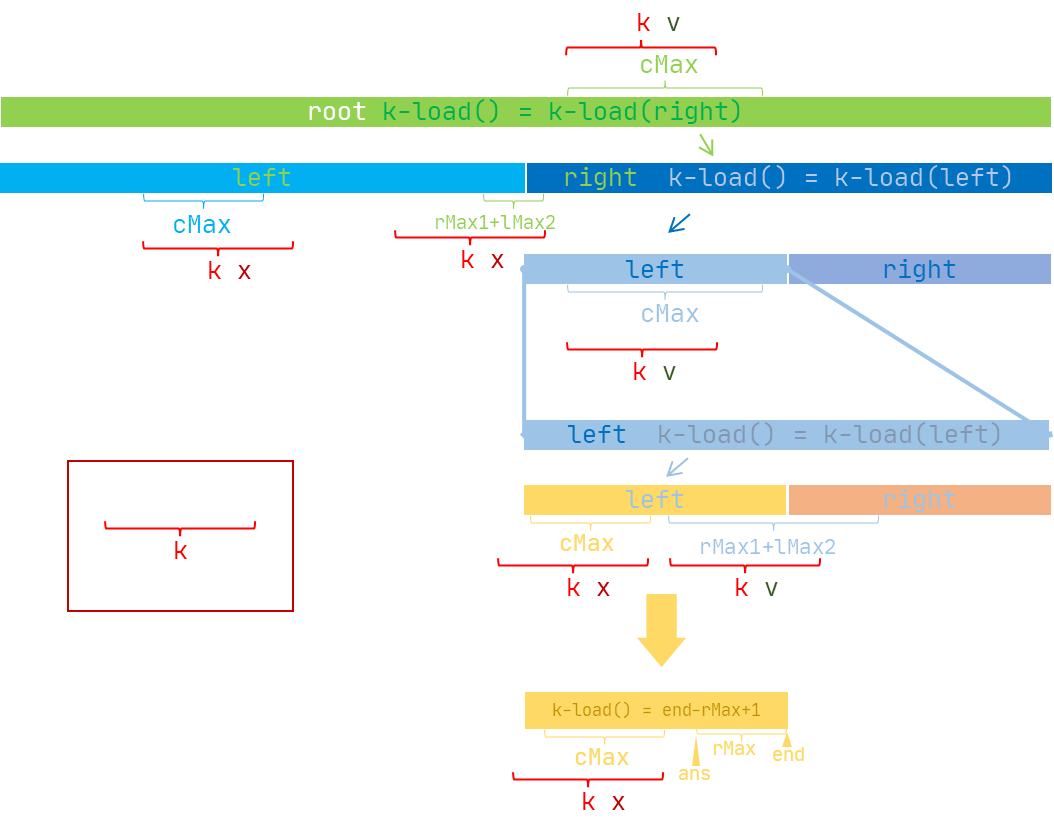 k v
cMax
root k-load() = k-load(right)
left
right k-load() = k-load(left)
cMax
rMax1+lMax2
k x
k x
left
right
cMax
k v
left k-load() = k-load(left)
left
right
k
cMax
rMax1+lMax2
k x
k v
k-load() = end-rMax+1
cMax
rMax
end
ans
k x